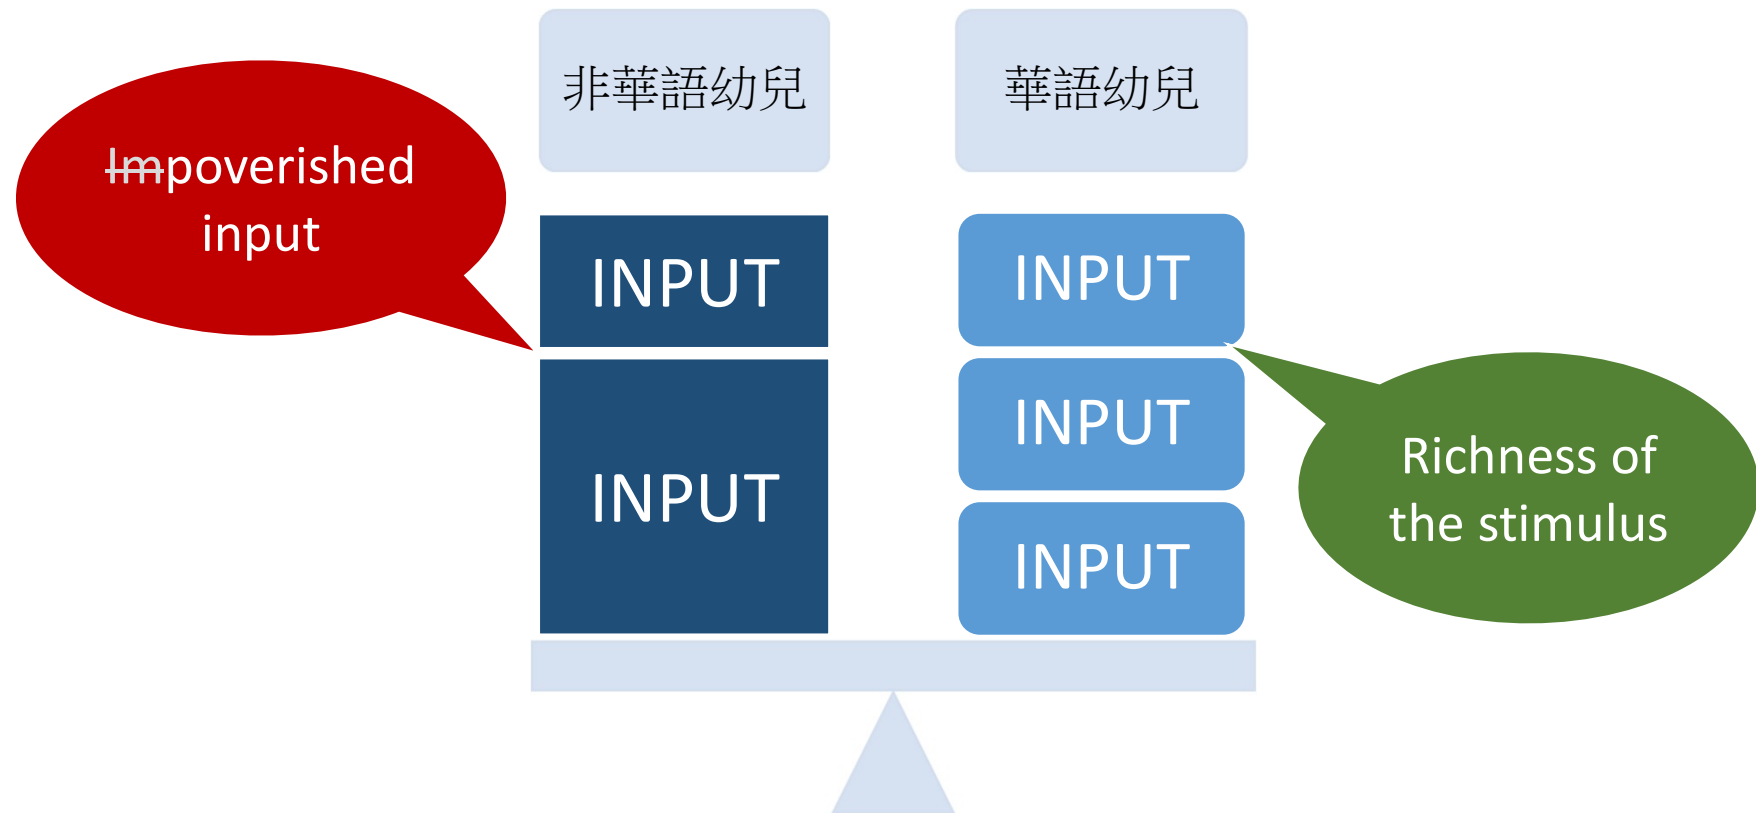 非華語幼兒
華語幼兒
Impoverished
input
INPUT
INPUT
INPUT
INPUT
INPUT
Richness of
the stimulus